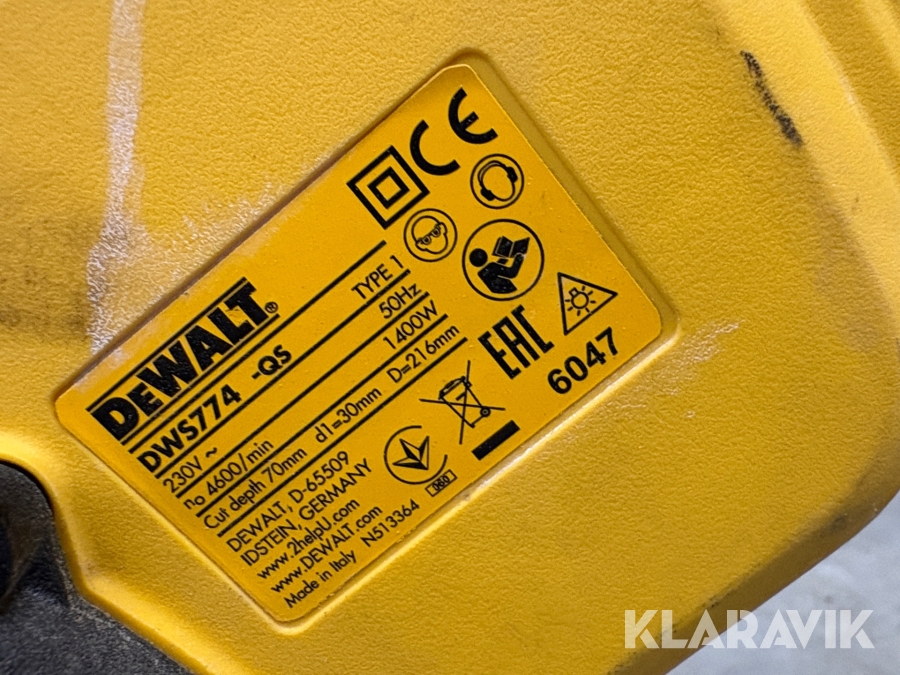 CE
DEWALT®
DWS774 -QS TYPE 1
230V ~ 50Hz
no 4600/min 1400W
Cut depth 70mm d1=30mm D=216mm
DEWALT, D-65509
IDSTEIN, GERMANY
www.2helpU.com
www.DEWALT.com
Made in Italy N513364
EAC
6047
KLARAVIK